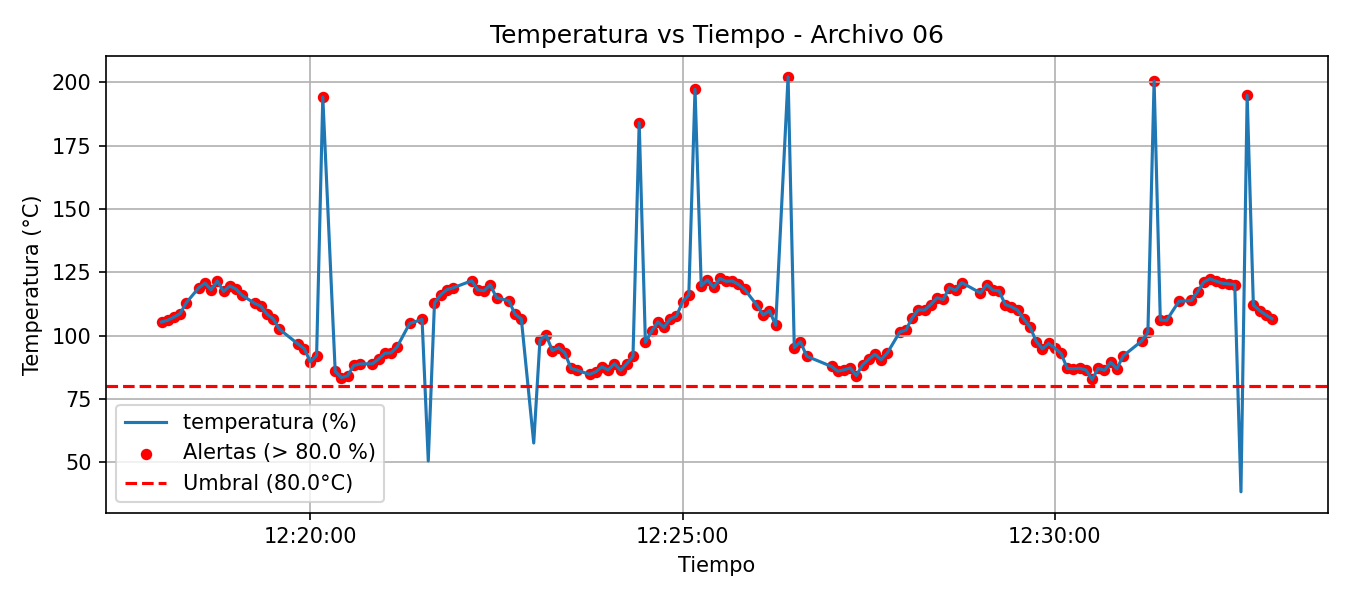 Temperatura vs Tiempo - Archivo 06
Temperatura (°C)
200
175
150
125
100
75
50
temperatura (%)
Alertas (> 80.0 %)
Umbral (80.0°C)
12:20:00
12:25:00
12:30:00
Tiempo